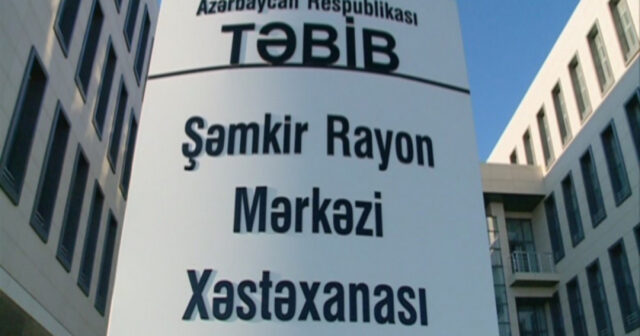 Azərbaycan Respublikası
TƏBİB
Şəmkir Rayon
Mərkəzi
Xəstəxanası